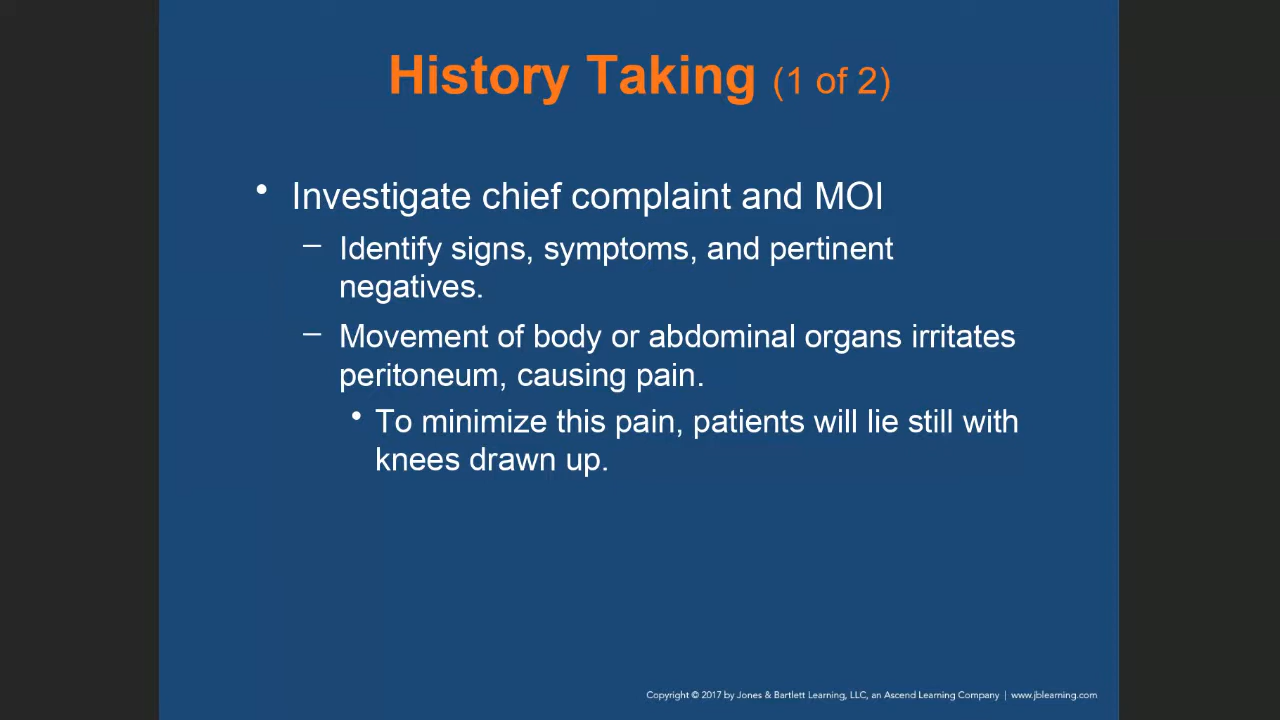 History Taking (1 of 2)
• Investigate chief complaint and MOI
– Identify signs, symptoms, and pertinent
negatives.
– Movement of body or abdominal organs irritates
peritoneum, causing pain.
• To minimize this pain, patients will lie still with
knees drawn up.
Copyright © 2017 by Jones & Bartlett Learning, LLC, an Ascend Learning Company | www.jblearning.com